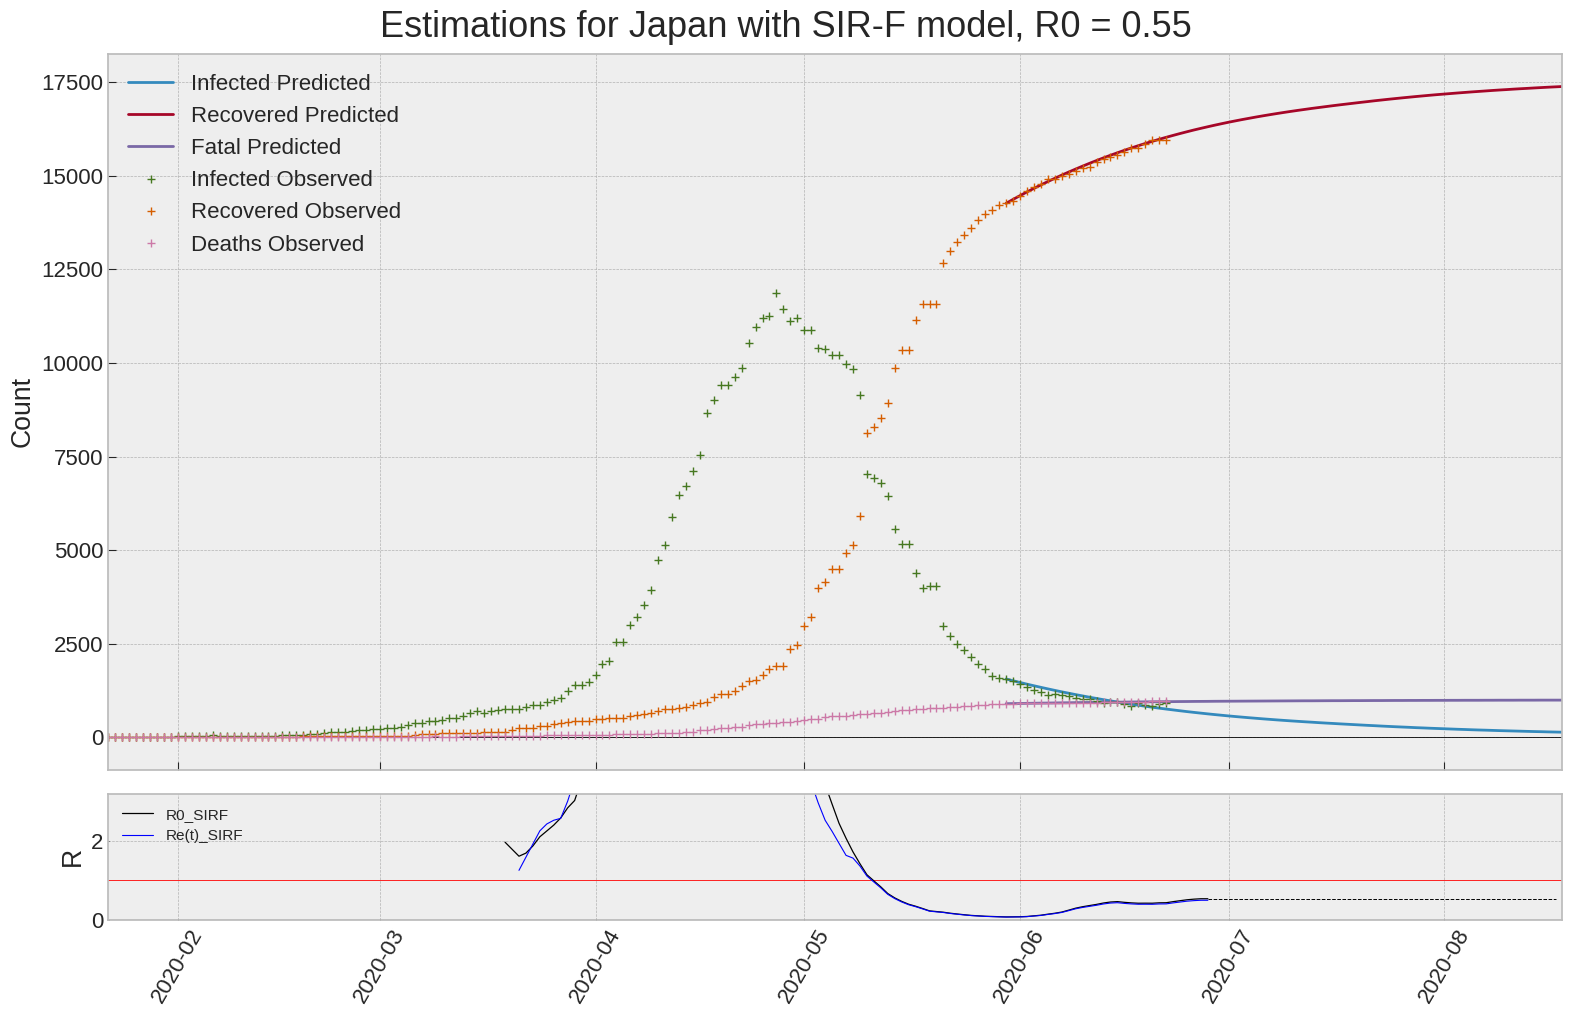 Estimations for Japan with SIR-F model, R0 = 0.55
17500
15000
12500
10000
7500
5000
2500
0
Count
Infected Predicted
Recovered Predicted
Fatal Predicted
Infected Observed
Recovered Observed
Deaths Observed
R0_SIRF
Re(t)_SIRF
2
0
R
2020-02
2020-03
2020-04
2020-05
2020-06
2020-07
2020-08